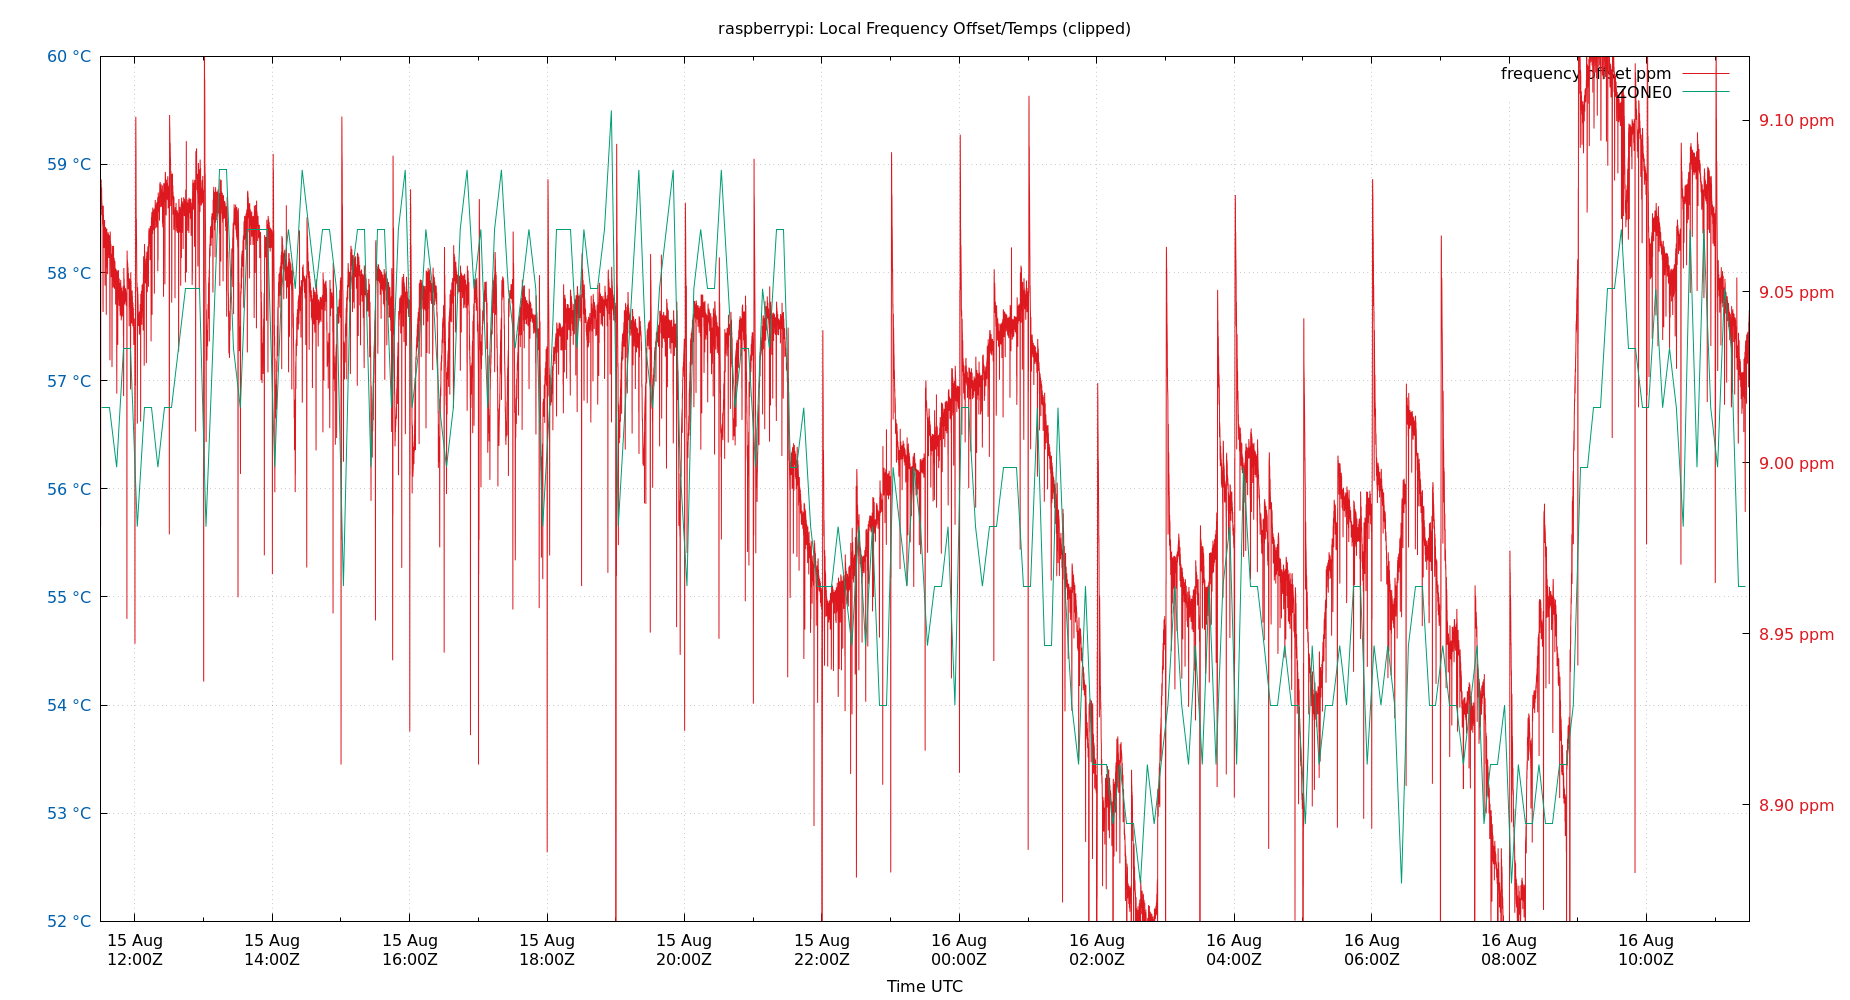 raspberrypi: Local Frequency Offset/Temps (clipped)
60 °C
59 °C
58 °C
57 °C
56 °C
55 °C
54 °C
53 °C
52 °C
frequency offset ppm
ZONE0
9.10 ppm
9.05 ppm
9.00 ppm
8.95 ppm
8.90 ppm
15 Aug
12:00Z
15 Aug
14:00Z
15 Aug
16:00Z
15 Aug
18:00Z
15 Aug
20:00Z
15 Aug
22:00Z
16 Aug
00:00Z
16 Aug
02:00Z
16 Aug
04:00Z
16 Aug
06:00Z
16 Aug
08:00Z
16 Aug
10:00Z
Time UTC